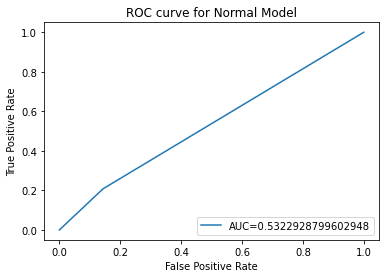 ROC curve for Normal Model
1.0
0.8
0.6
0.4
0.2
0.0
True Positive Rate
AUC=0.5322928799602948
0.0 0.2 0.4 0.6 0.8 1.0
False Positive Rate